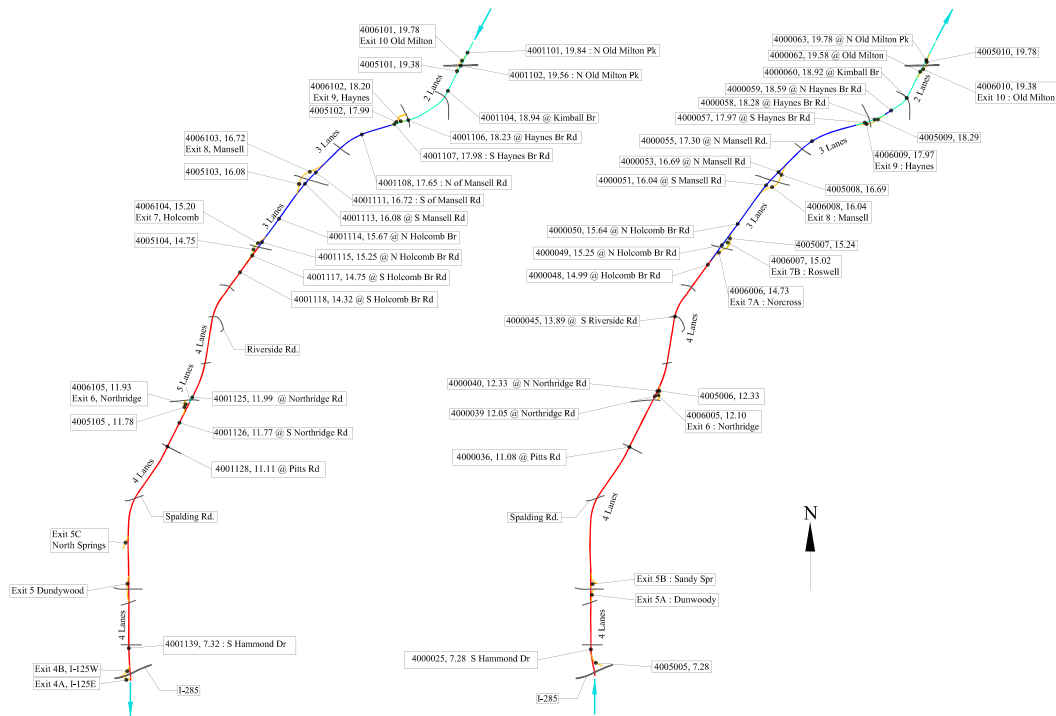 4006101, 19.78
Exit 10 Old Milton
4005101, 19.38
4001101, 19.84 : N Old Milton Pk
4001102, 19.56 : N Old Milton Pk
2 Lanes
4006102, 18.20
Exit 9, Haynes
4005102, 17.99
4001104, 18.94 @ Kimball Br
4001106, 18.23 @ Haynes Br Rd
4001107, 17.98 : S Haynes Br Rd
3 Lanes
4006103, 16.72
Exit 8, Mansell
4005103, 16.08
4001108, 17.65 : N of Mansell Rd
4001111, 16.72 : S of Mansell Rd
4001113, 16.08 @ S Mansell Rd
3 Lanes
4006104, 15.20
Exit 7, Holcomb
4005104, 14.75
4001114, 15.67 @ N Holcomb Br
4001115, 15.25 @ N Holcomb Br Rd
4001117, 14.75 @ S Holcomb Br Rd
4001118, 14.32 @ S Holcomb Br Rd
4 Lanes
Riverside Rd.
5 Lanes
4006105, 11.93
Exit 6, Northridge
4005105 , 11.78
4001125, 11.99 @ Northridge Rd
4001126, 11.77 @ S Northridge Rd
4001128, 11.11 @ Pitts Rd
4 Lanes
Spalding Rd.
Exit 5C
North Springs
Exit 5 Dundywood
4 Lanes
4001139, 7.32 : S Hammond Dr
Exit 4B, I-125W
Exit 4A, I-125E
I-285
4000063, 19.78 @ N Old Milton Pk
4000062, 19.58 @ Old Milton
4000060, 18.92 @ Kimball Br
4000059, 18.59 @ N Haynes Br Rd
4000058, 18.28 @ Haynes Br Rd
4000057, 17.97 @ S Haynes Br Rd
4005010, 19.78
4006010, 19.38
Exit 10 : Old Milton
2 Lanes
4005009, 18.29
4006009, 17.97
Exit 9 : Haynes
3 Lanes
4000055, 17.30 @ N Mansell Rd.
4000053, 16.69 @ N Mansell Rd
4000051, 16.04 @ S Mansell Rd
4005008, 16.69
4006008, 16.04
Exit 8 : Mansell
3 Lanes
4000050, 15.64 @ N Holcomb Br Rd
4000049, 15.25 @ N Holcomb Br Rd
4000048, 14.99 @ Holcomb Br Rd
4005007, 15.24
4006007, 15.02
Exit 7B : Roswell
4006006, 14.73
Exit 7A : Norcross
4000045, 13.89 @  S Riverside Rd
4 Lanes
4000040, 12.33 @ N Northridge Rd
4000039 12.05 @ Northridge Rd
4005006, 12.33
4006005, 12.10
Exit 6 : Northridge
4000036, 11.08 @ Pitts Rd
4 Lanes
Spalding Rd.
N
Exit 5B : Sandy Spr
Exit 5A : Dunwoody
4 Lanes
4000025, 7.28  S Hammond Dr
4005005, 7.28
I-285